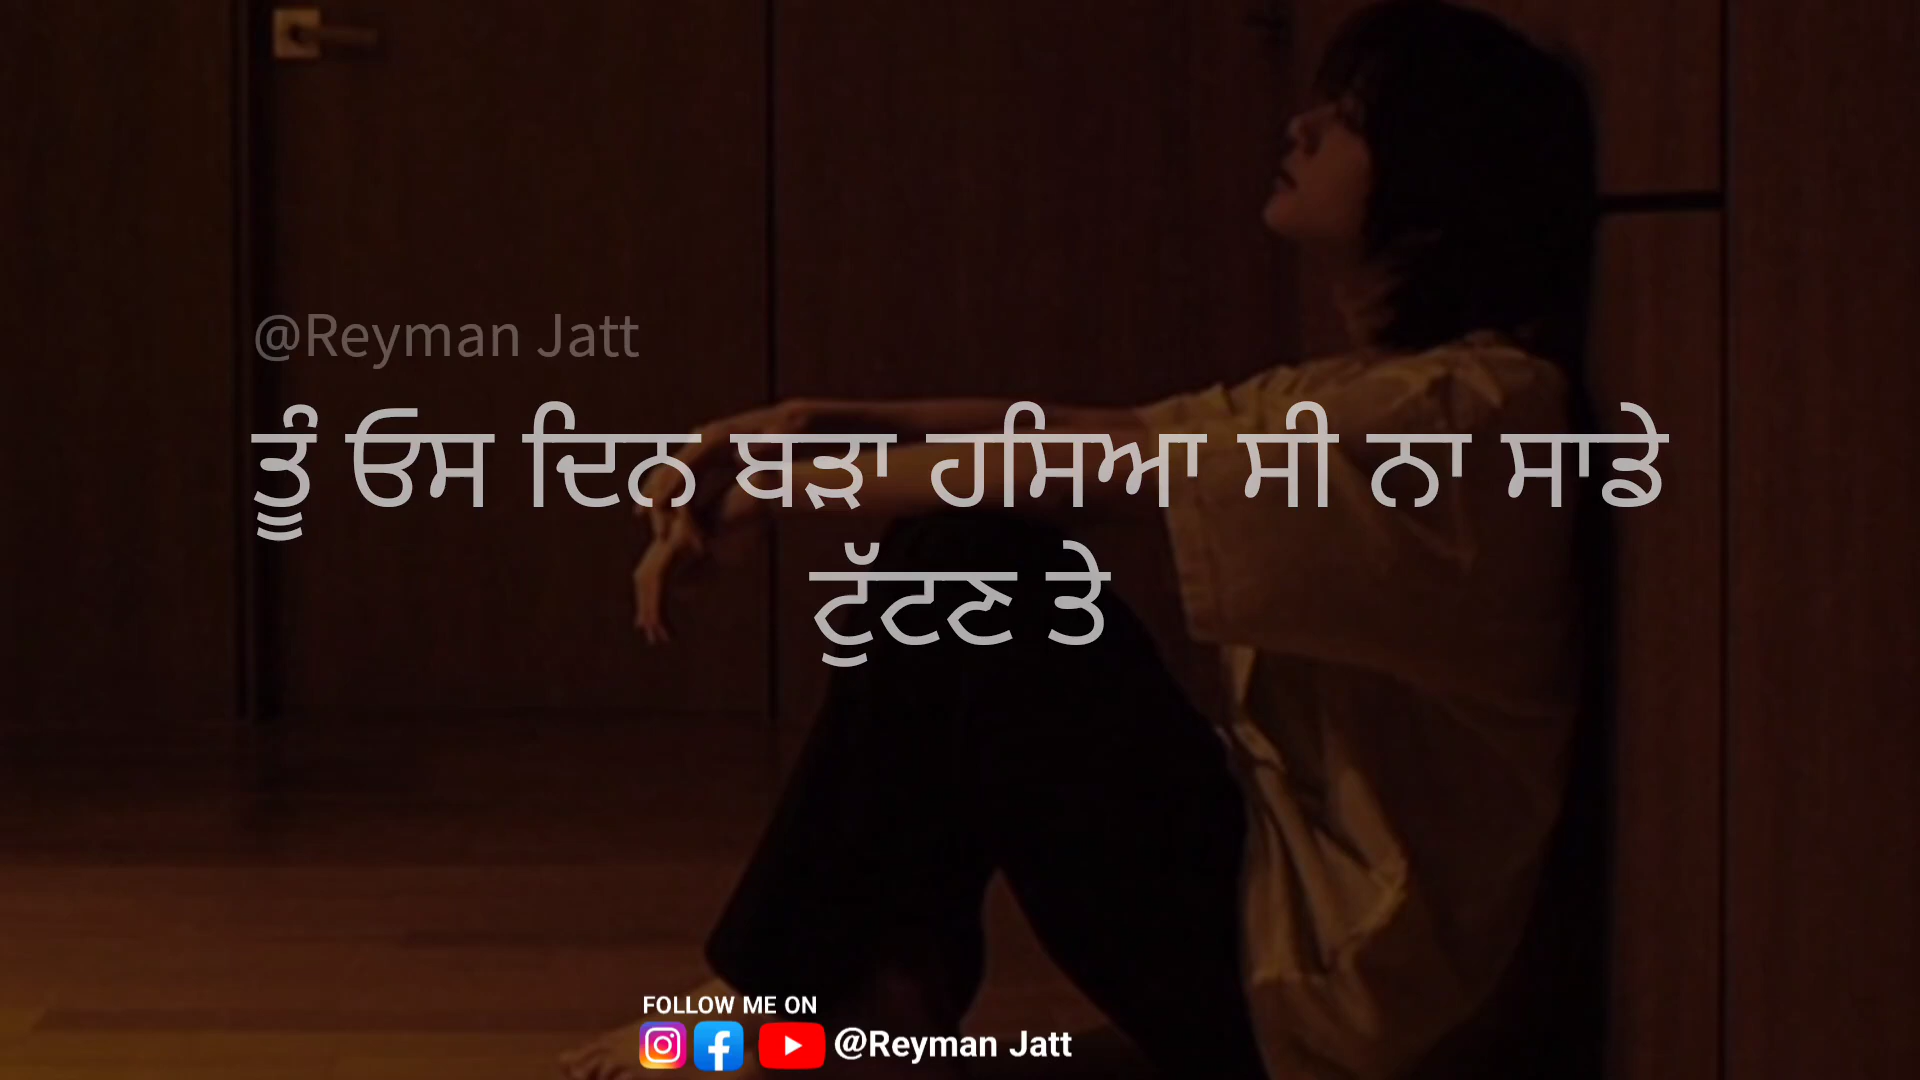 @Reyman Jatt
ਤੂੰ ਓਸ ਦਿਨ ਬੜਾ ਹਸਿਆ ਸੀ ਨਾ ਸਾਡੇ
ਟੁੱਟਣ ਤੇ
FOLLOW ME ON
@Reyman Jatt